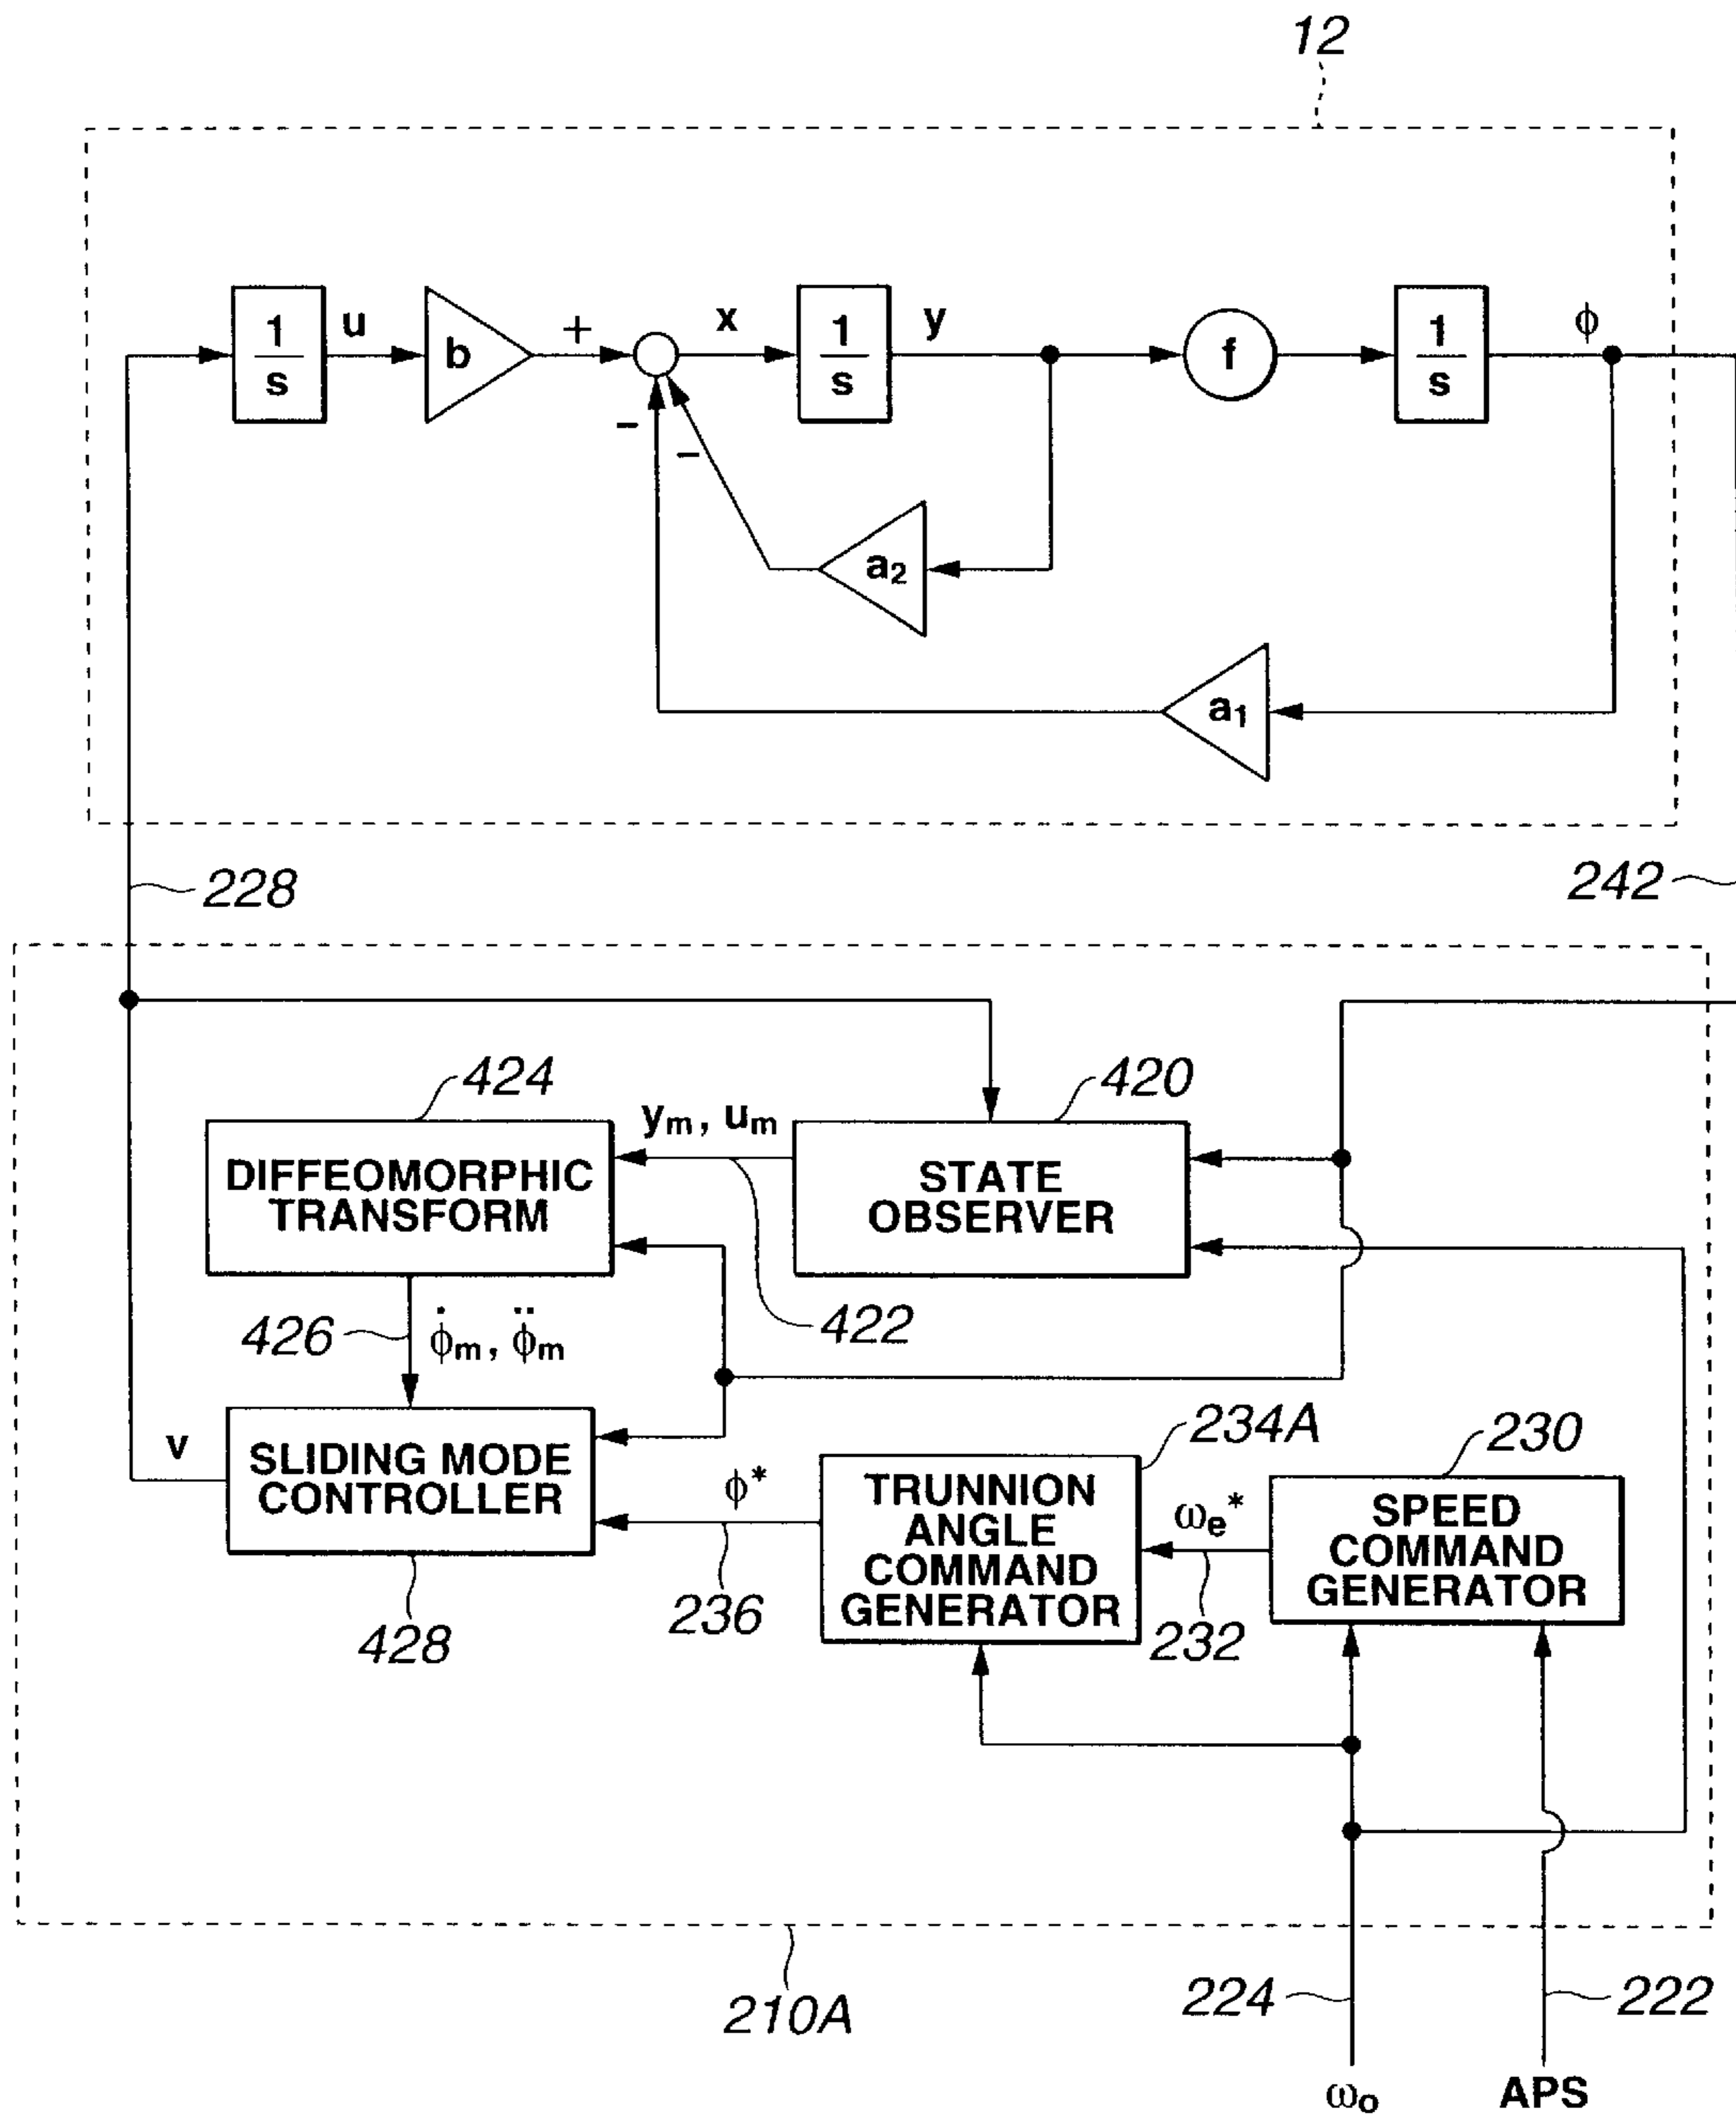 12
1
s
u
b
+
x
1
s
y
f
1
s
ϕ
−
−
a₂
a₁
228
242
424
420
yₘ, uₘ
DIFFEOMORPHIC
TRANSFORM
STATE
OBSERVER
426
ϕ̇ₘ, ϕ̈ₘ
422
234A
230
v
SLIDING MODE
CONTROLLER
ϕ*
TRUNNION
ANGLE
COMMAND
GENERATOR
ωₑ*
SPEED
COMMAND
GENERATOR
236
232
428
210A
224
222
ωₒ
APS